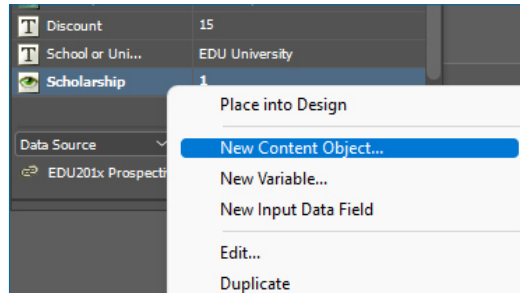 T Discount 15
T School or Uni... EDU University
Scholarship 1
Place into Design
Data Source
New Content Object...
EDU201x Prospecti
New Variable...
New Input Data Field
Edit...
Duplicate